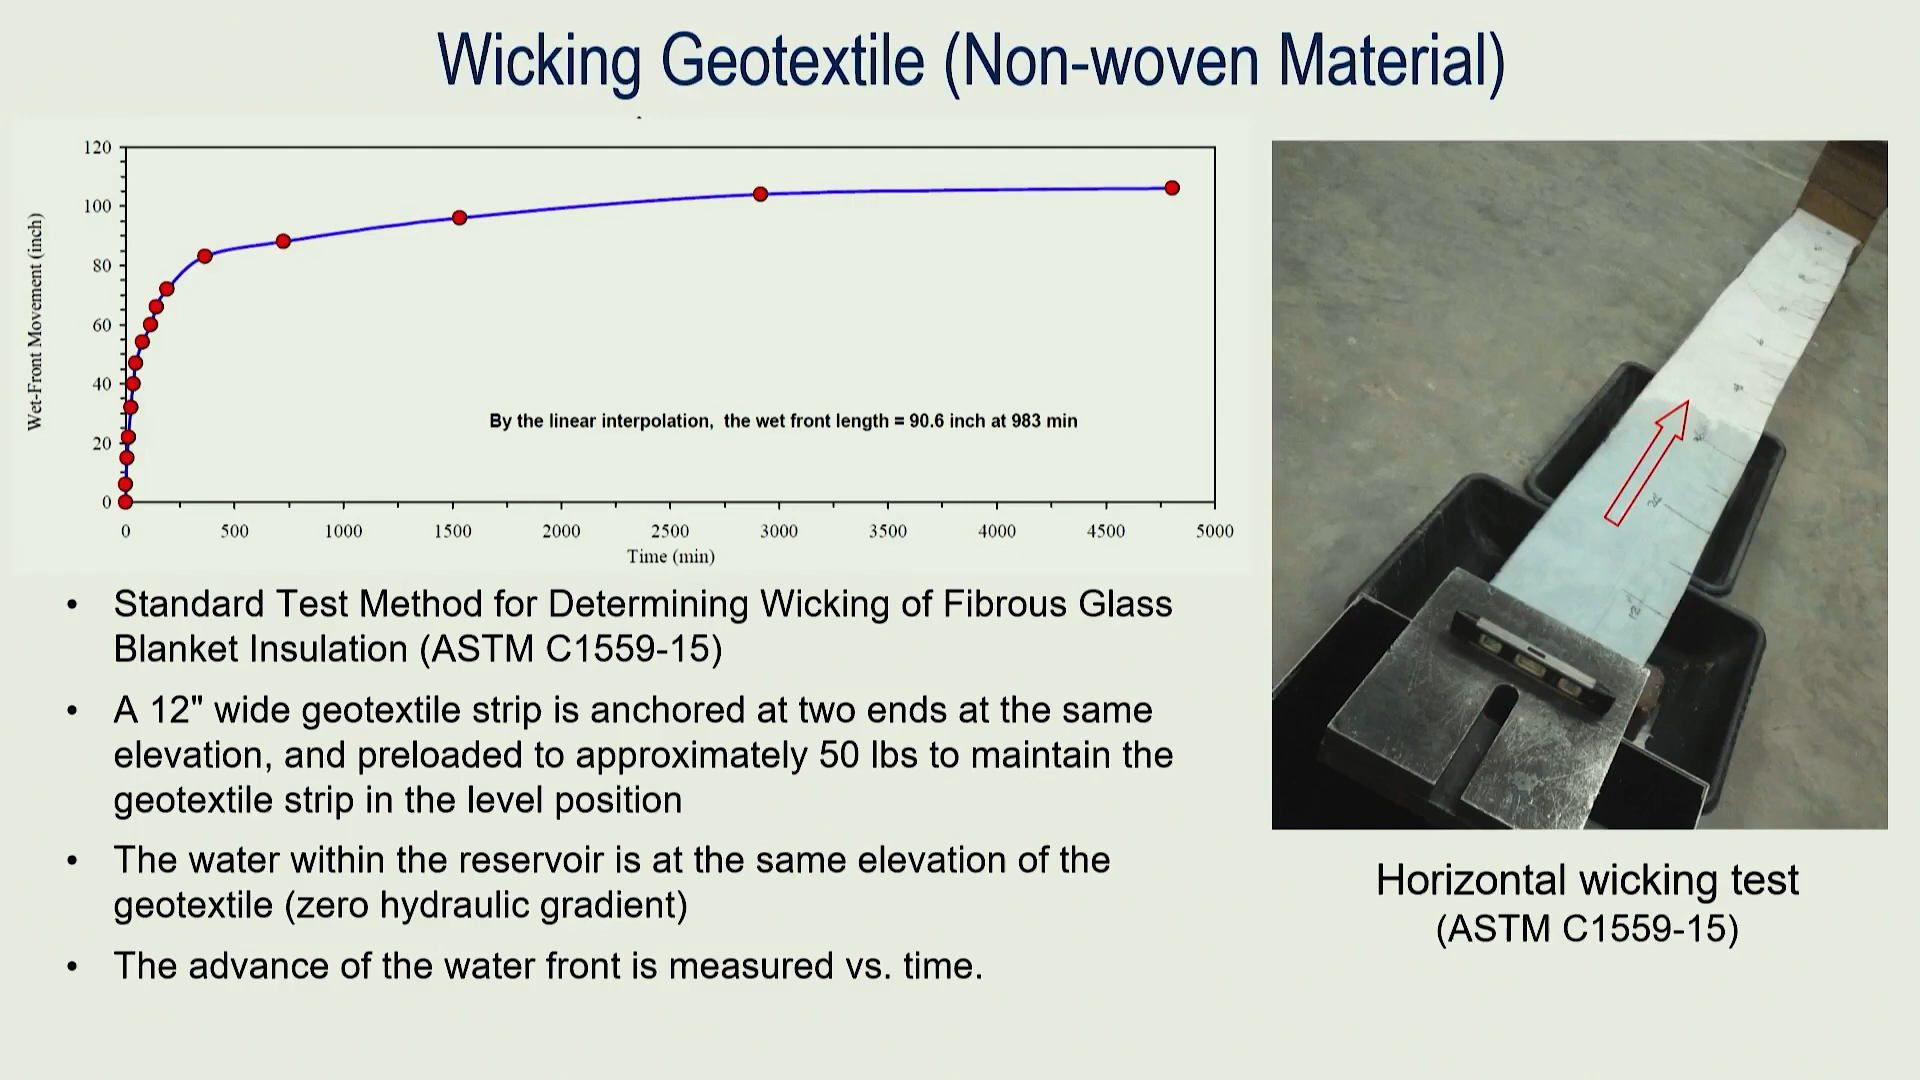 Wicking Geotextile (Non-woven Material)
120
100
80
60
40
20
0
Wet-Front Movement (inch)
By the linear interpolation, the wet front length = 90.6 inch at 983 min
0 500 1000 1500 2000 2500 3000 3500 4000 4500 5000
Time (min)
• Standard Test Method for Determining Wicking of Fibrous Glass
Blanket Insulation (ASTM C1559-15)
• A 12" wide geotextile strip is anchored at two ends at the same
elevation, and preloaded to approximately 50 lbs to maintain the
geotextile strip in the level position
• The water within the reservoir is at the same elevation of the
geotextile (zero hydraulic gradient)
• The advance of the water front is measured vs. time.
Horizontal wicking test
(ASTM C1559-15)